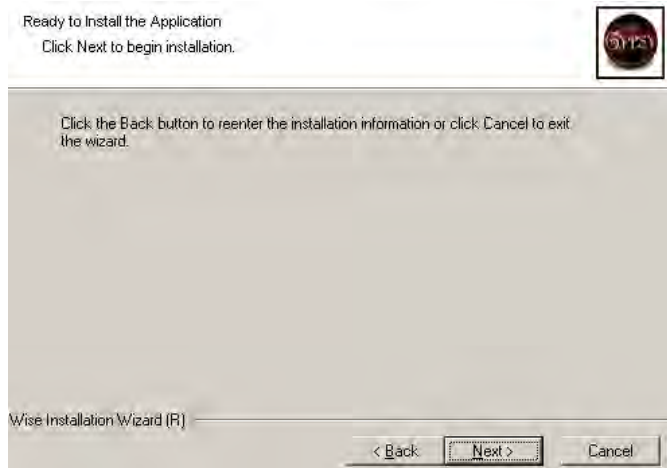 Ready to Install the Application
Click Next to begin installation.
Gypsy
Click the Back button to reenter the installation information or click Cancel to exit
the wizard.
Wise Installation Wizard (R)
< Back
Next >
Cancel